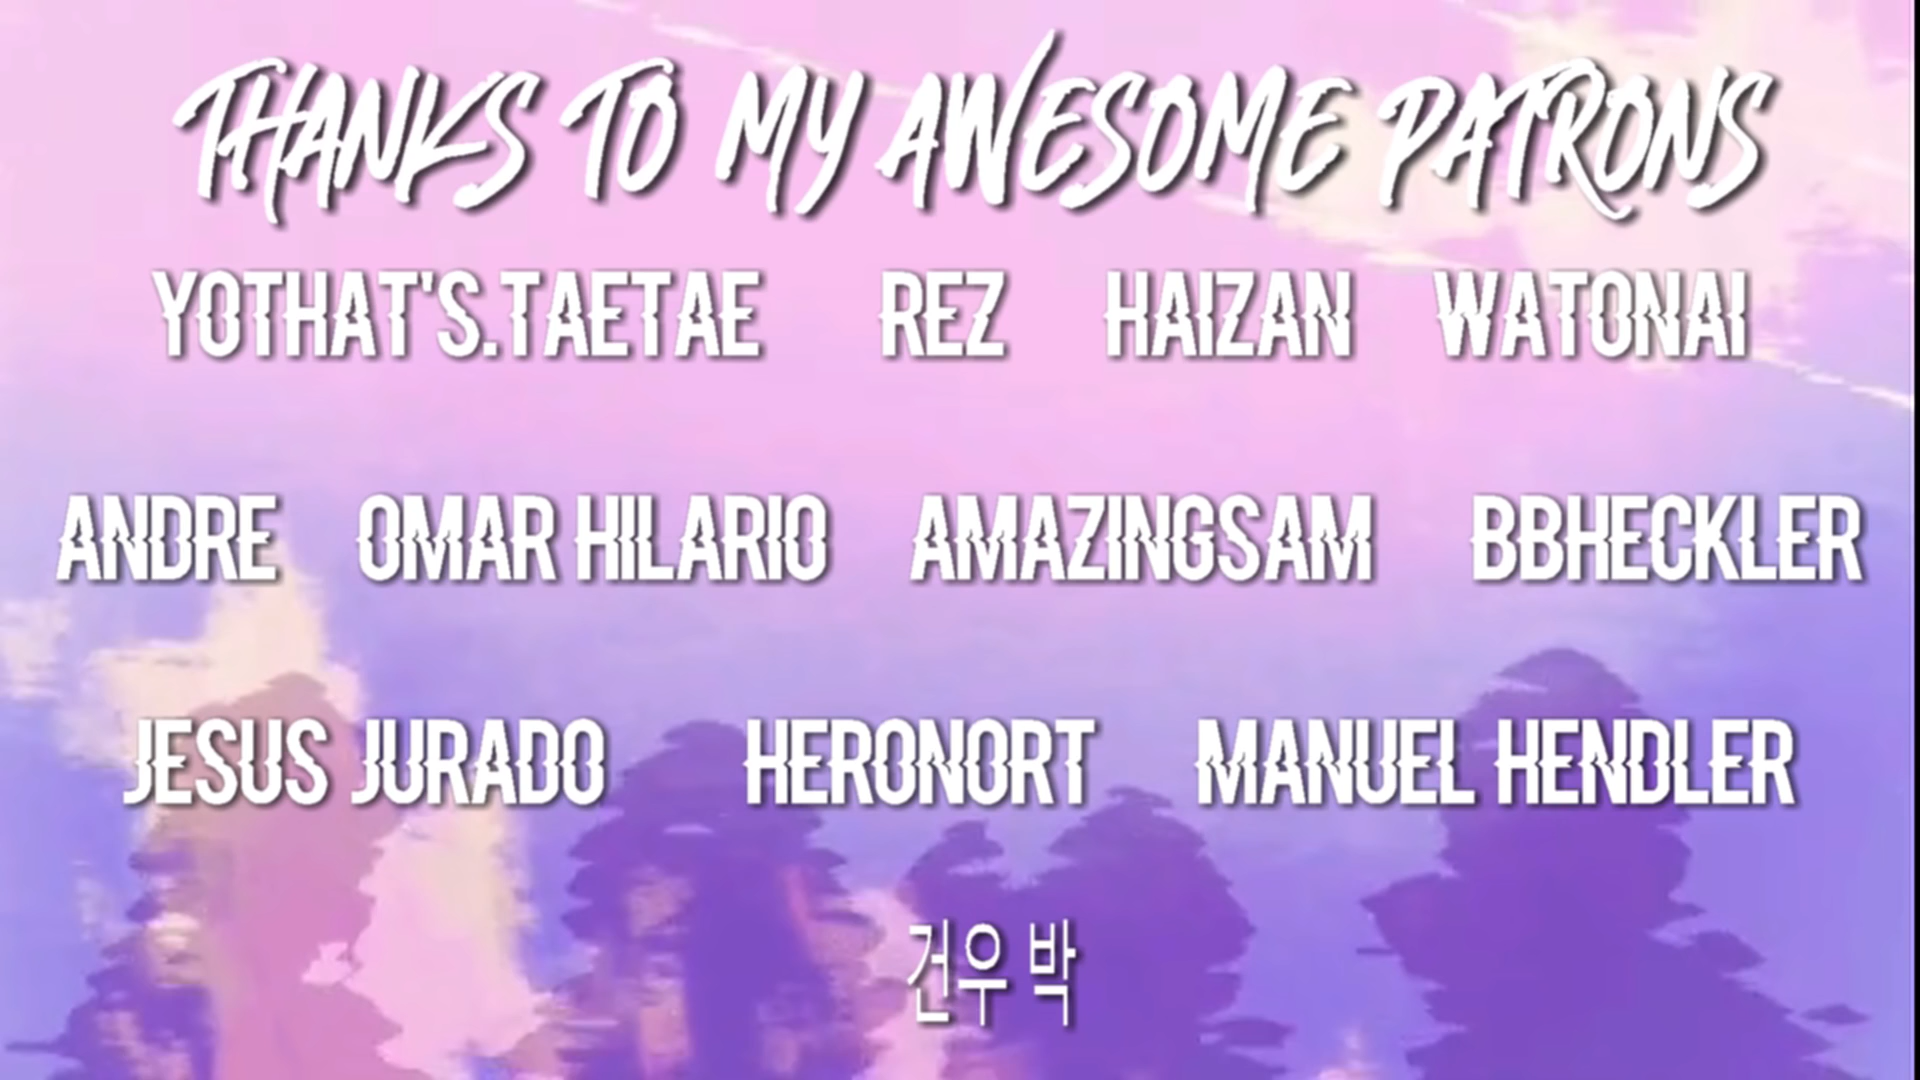 THANKS TO MY AWESOME PATRONS
YOTHAT'S.TAETAE REZ HAIZAN WATONAI
ANDRE OMAR HILARIO AMAZINGSAM BBHECKLER
JESUS JURADO HERONORT MANUEL HENDLER
건우 박